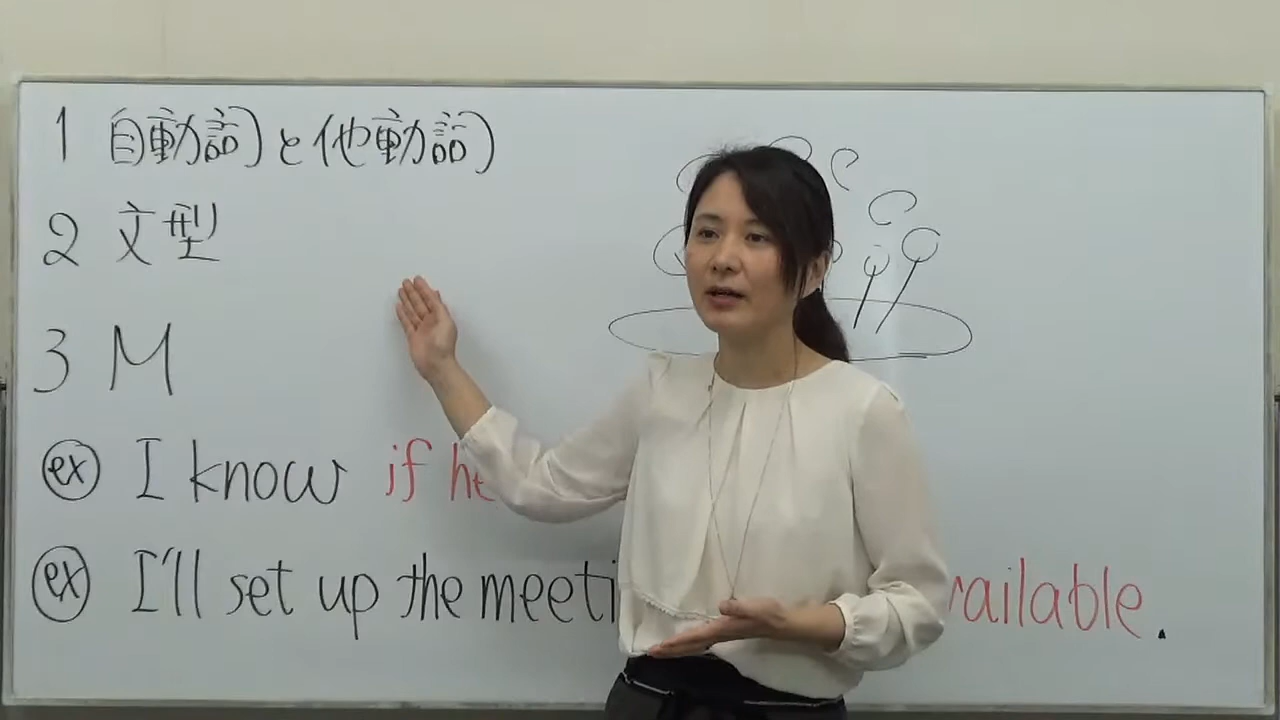 1 自動詞と他動詞
2 文型
3 M
ex I know if he
ex I'll set up the meeti vailable.